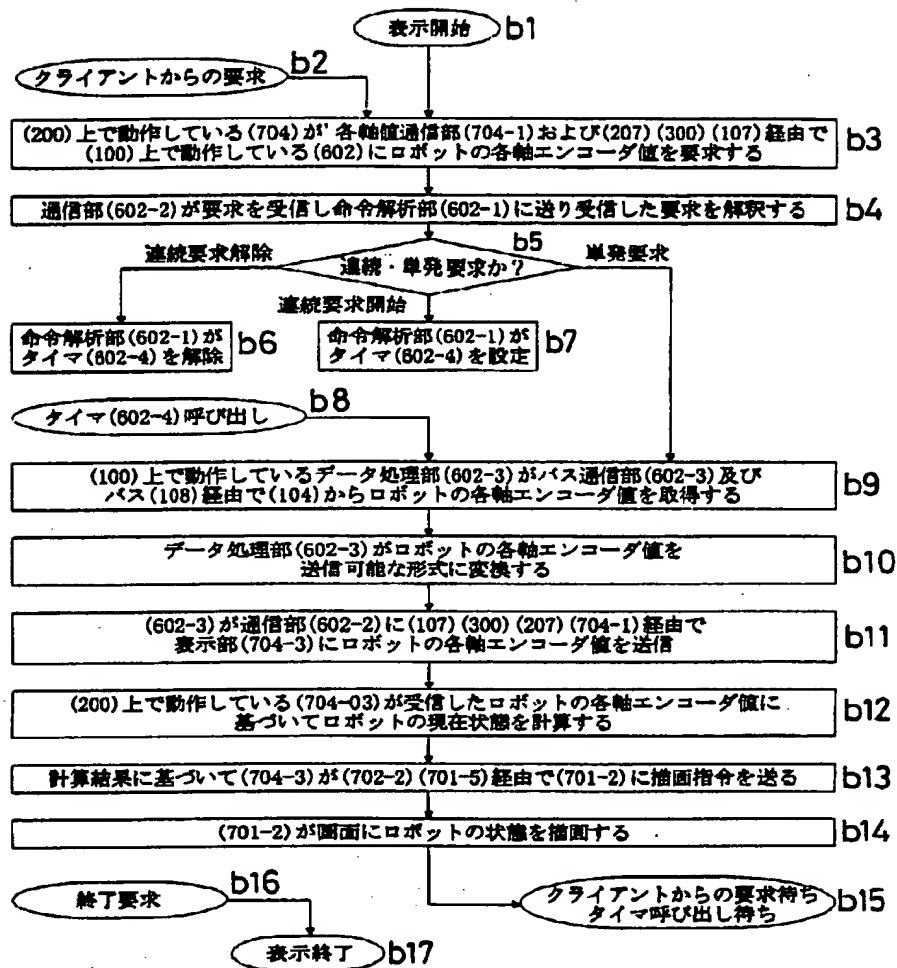 表示開始 b1
クライアントからの要求 b2
(200)上で動作している(704)が'各軸値通信部(704-1)および(207)(300)(107)経由で
(100)上で動作している(602)にロボットの各軸エンコーダ値を要求する b3
通信部(602-2)が要求を受信し命令解析部(602-1)に送り受信した要求を解釈する b4
b5
連続要求解除
連続・単発要求か?
単発要求
連続要求開始
命令解析部(602-1)が
タイマ(602-4)を解除 b6
命令解析部(602-1)が
タイマ(602-4)を設定 b7
タイマ(602-4)呼び出し b8
(100)上で動作しているデータ処理部(602-3)がバス通信部(602-3)及び
バス(108)経由で(104)からロボットの各軸エンコーダ値を取得する b9
データ処理部(602-3)がロボットの各軸エンコーダ値を
送信可能な形式に変換する b10
(602-3)が通信部(602-2)に(107)(300)(207)(704-1)経由で
表示部(704-3)にロボットの各軸エンコーダ値を送信 b11
(200)上で動作している(704-03)が受信したロボットの各軸エンコーダ値に
基づいてロボットの現在状態を計算する b12
計算結果に基づいて(704-3)が(702-2)(701-5)経由で(701-2)に描画指令を送る b13
(701-2)が画面にロボットの状態を描画する b14
クライアントからの要求待ち
タイマ呼び出し待ち b15
終了要求 b16
表示終了 b17